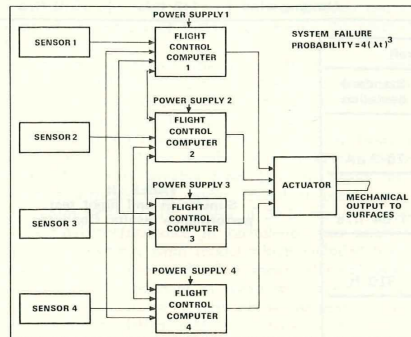 POWER SUPPLY 1
SENSOR 1
FLIGHT
CONTROL
COMPUTER
1
SYSTEM FAILURE
PROBABILITY = 4(λt)³
POWER SUPPLY 2
SENSOR 2
FLIGHT
CONTROL
COMPUTER
2
ACTUATOR
MECHANICAL
OUTPUT TO
SURFACES
POWER SUPPLY 3
SENSOR 3
FLIGHT
CONTROL
COMPUTER
3
POWER SUPPLY 4
SENSOR 4
FLIGHT
CONTROL
COMPUTER
4